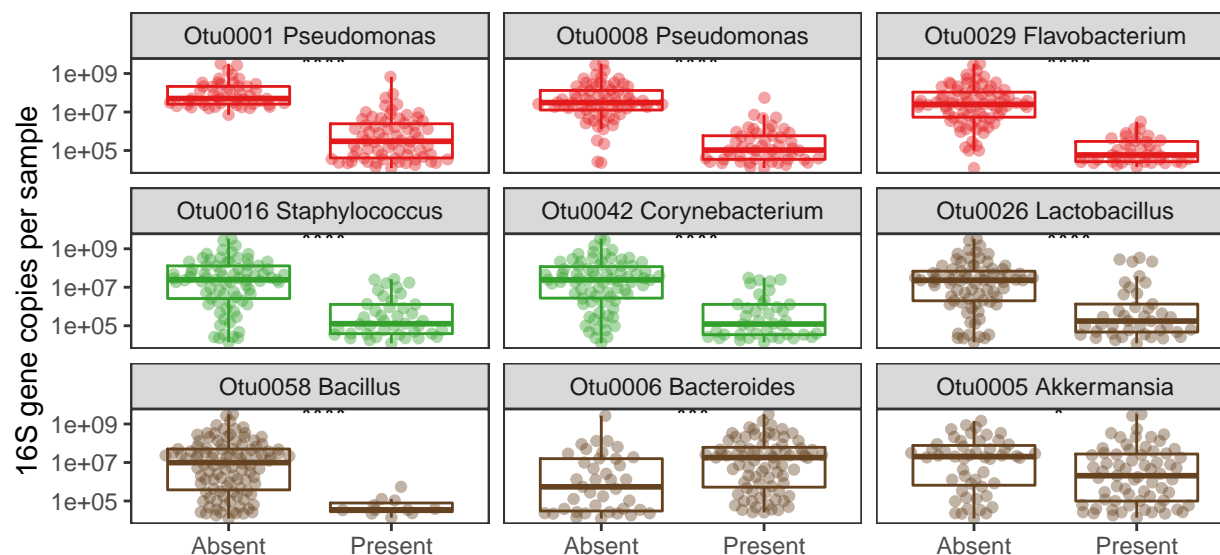 16S gene copies per sample
Otu0001 Pseudomonas
Otu0008 Pseudomonas
Otu0029 Flavobacterium
1e+09
1e+07
1e+05
****
****
****
Otu0016 Staphylococcus
Otu0042 Corynebacterium
Otu0026 Lactobacillus
1e+09
1e+07
1e+05
****
****
****
Otu0058 Bacillus
Otu0006 Bacteroides
Otu0005 Akkermansia
1e+09
1e+07
1e+05
****
***
*
Absent Present
Absent Present
Absent Present